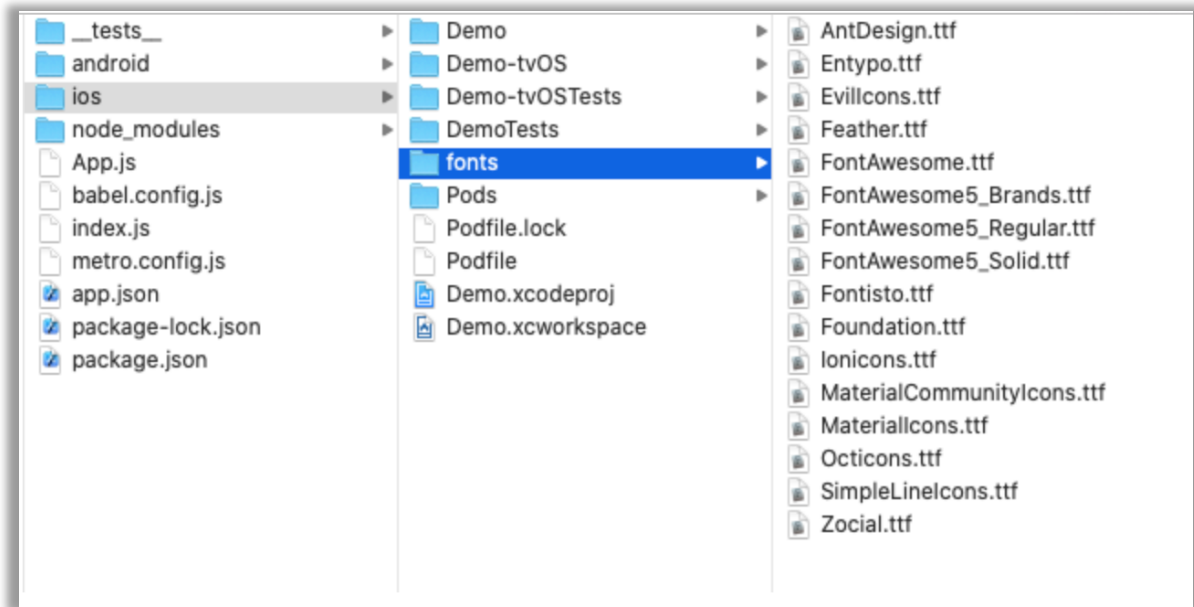 __tests__
android
ios
node_modules
App.js
babel.config.js
index.js
metro.config.js
app.json
package-lock.json
package.json
Demo
Demo-tvOS
Demo-tvOSTests
DemoTests
fonts
Pods
Podfile.lock
Podfile
Demo.xcodeproj
Demo.xcworkspace
AntDesign.ttf
Entypo.ttf
EvilIcons.ttf
Feather.ttf
FontAwesome.ttf
FontAwesome5_Brands.ttf
FontAwesome5_Regular.ttf
FontAwesome5_Solid.ttf
Fontisto.ttf
Foundation.ttf
Ionicons.ttf
MaterialCommunityIcons.ttf
MaterialIcons.ttf
Octicons.ttf
SimpleLineIcons.ttf
Zocial.ttf